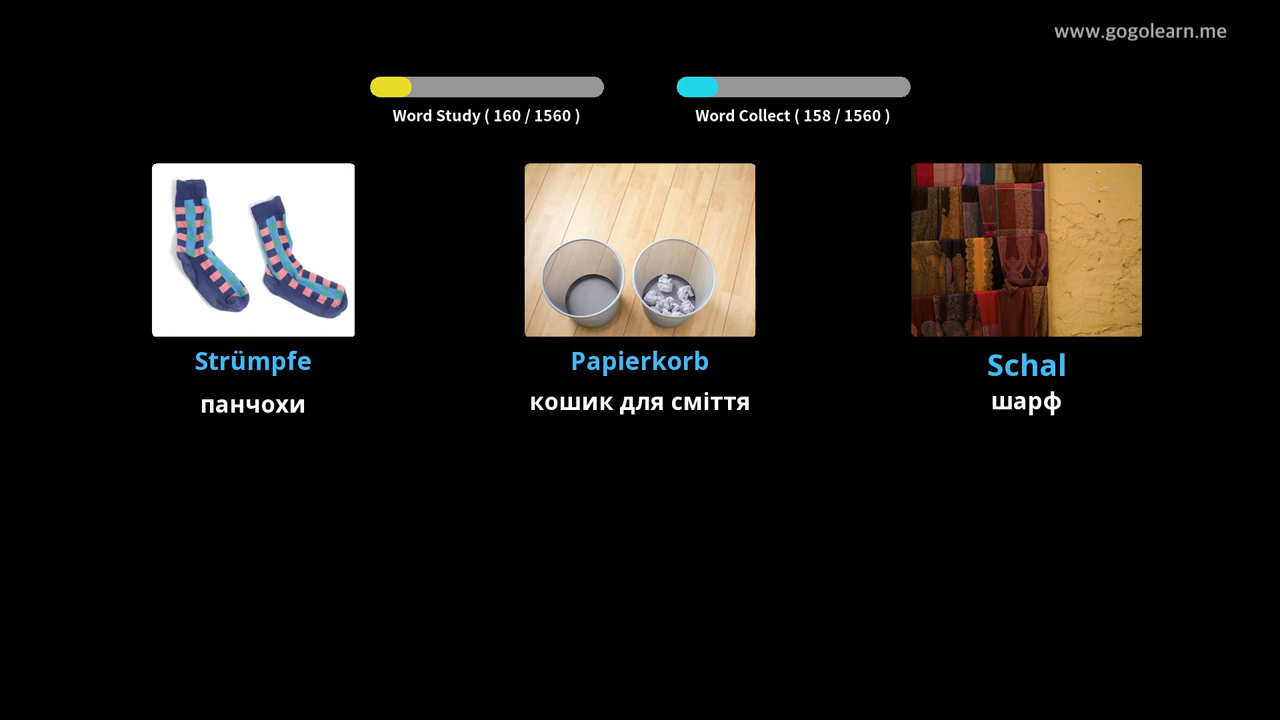 www.gogolearn.me
Word Study ( 160 / 1560 )
Word Collect ( 158 / 1560 )
Strümpfe
панчохи
Papierkorb
кошик для сміття
Schal
шарф